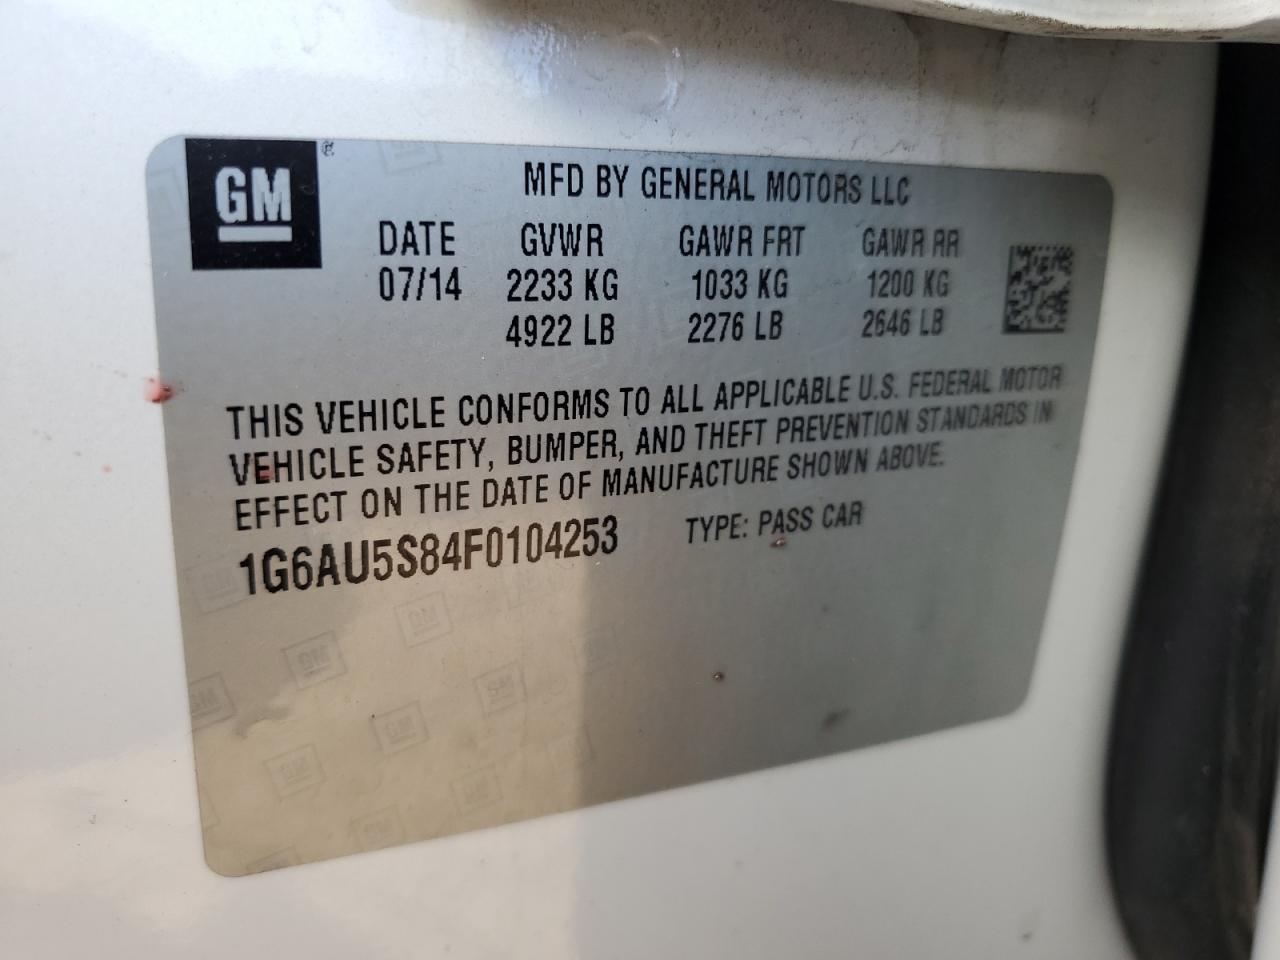 GM
MFD BY GENERAL MOTORS LLC
DATE GVWR GAWR FRT GAWR RR
07/14 2233 KG 1033 KG 1200 KG
4922 LB 2276 LB 2646 LB
THIS VEHICLE CONFORMS TO ALL APPLICABLE U.S. FEDERAL MOTOR
VEHICLE SAFETY, BUMPER, AND THEFT PREVENTION STANDARDS IN
EFFECT ON THE DATE OF MANUFACTURE SHOWN ABOVE.
1G6AU5S84F0104253 TYPE: PASS CAR